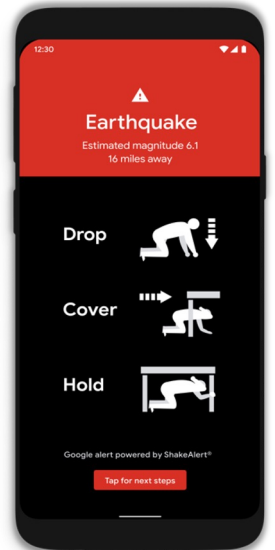 12:30
Earthquake
Estimated magnitude 6.1
16 miles away
Drop
Cover
Hold
Google alert powered by ShakeAlert®
Tap for next steps